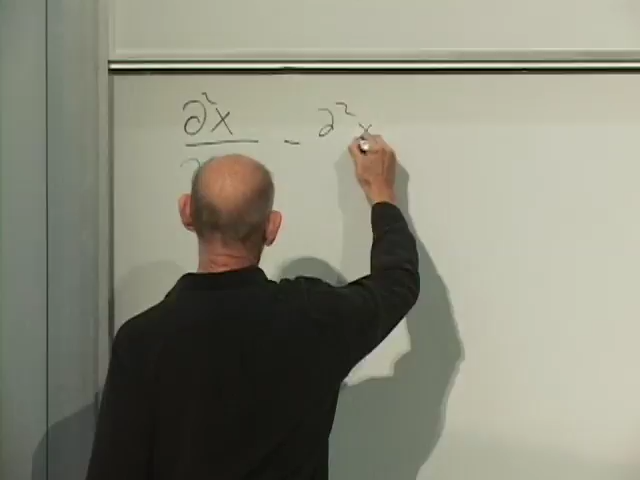 ∂²x - ∂²x
∂